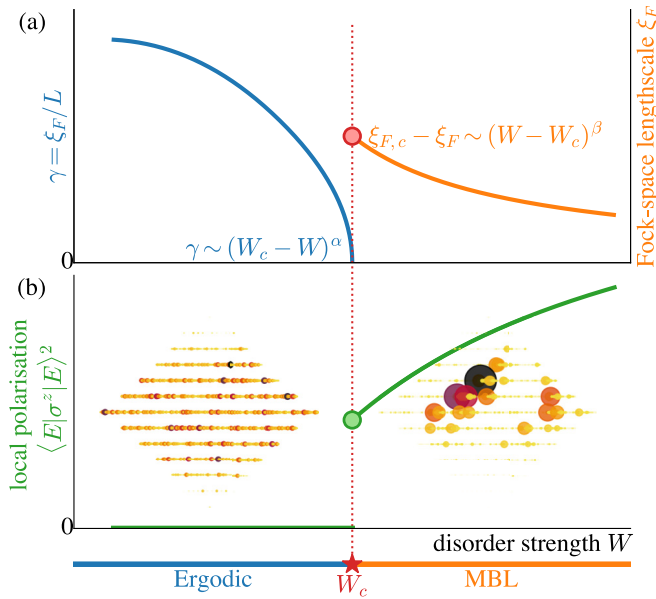 (a)
γ = ξ_F/L
ξ_{F,c} − ξ_F ∼ (W − W_c)^β
Fock-space lengthscale ξ_F
γ ∼ (W_c − W)^α
0
(b)
local polarisation
⟨E|σ^z|E⟩^2
0
disorder strength W
Ergodic
W_c
MBL